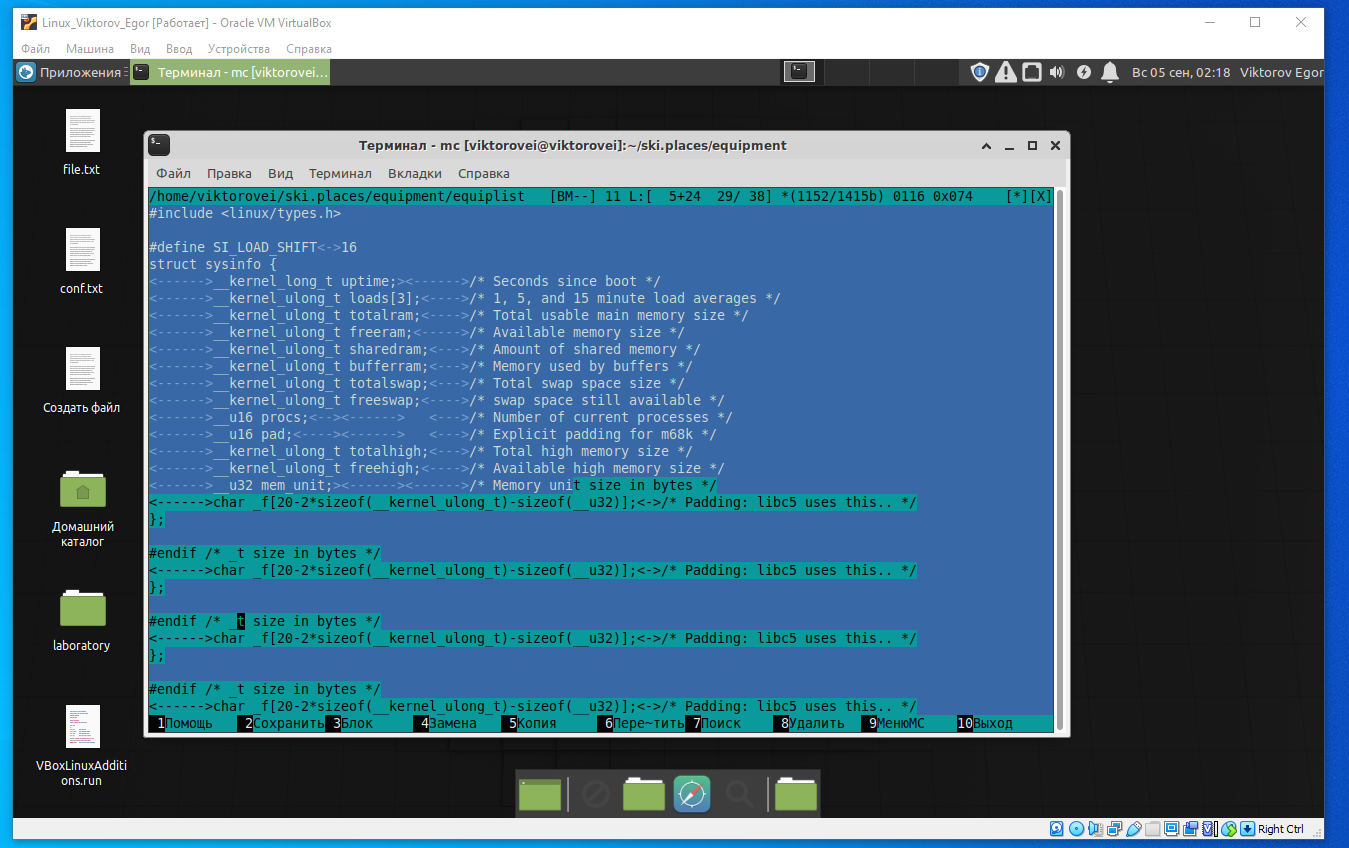 Linux_Viktorov_Egor [Работает] - Oracle VM VirtualBox
Файл Машина Вид Ввод Устройства Справка
Приложения Терминал - mc [viktorovei... Вс 05 сен, 02:18 Viktorov Egor
file.txt
conf.txt
Создать файл
Домашний
каталог
laboratory
VBoxLinuxAdditi
ons.run
Терминал - mc [viktorovei@viktorovei]:~/ski.places/equipment
Файл Правка Вид Терминал Вкладки Справка
/home/viktorovei/ski.places/equipment/equiplist [BM--] 11 L:[ 5+24 29/ 38] *(1152/1415b) 0116 0x074 [*][X]
#include <linux/types.h>
#define SI_LOAD_SHIFT<->16
struct sysinfo {
<------>__kernel_long_t uptime;><------>/* Seconds since boot */
<------>__kernel_ulong_t loads[3];<---->/* 1, 5, and 15 minute load averages */
<------>__kernel_ulong_t totalram;<---->/* Total usable main memory size */
<------>__kernel_ulong_t freeram;<----->/* Available memory size */
<------>__kernel_ulong_t sharedram;<--->/* Amount of shared memory */
<------>__kernel_ulong_t bufferram;<--->/* Memory used by buffers */
<------>__kernel_ulong_t totalswap;<--->/* Total swap space size */
<------>__kernel_ulong_t freeswap;<---->/* swap space still available */
<------>__u16 procs;<--><------>   <--->/* Number of current processes */
<------>__u16 pad;<----><------>   <--->/* Explicit padding for m68k */
<------>__kernel_ulong_t totalhigh;<--->/* Total high memory size */
<------>__kernel_ulong_t freehigh;<---->/* Available high memory size */
<------>__u32 mem_unit;><------><------>/* Memory unit size in bytes */
<------>char _f[20-2*sizeof(__kernel_ulong_t)-sizeof(__u32)];<->/* Padding: libc5 uses this.. */
};
#endif /* _t size in bytes */
<------>char _f[20-2*sizeof(__kernel_ulong_t)-sizeof(__u32)];<->/* Padding: libc5 uses this.. */
};
#endif /* _t size in bytes */
<------>char _f[20-2*sizeof(__kernel_ulong_t)-sizeof(__u32)];<->/* Padding: libc5 uses this.. */
};
#endif /* _t size in bytes */
<------>char _f[20-2*sizeof(__kernel_ulong_t)-sizeof(__u32)];<->/* Padding: libc5 uses this.. */
1Помощь 2Сохранить 3Блок 4Замена 5Копия 6Пере~тить 7Поиск 8Удалить 9МенюMC 10Выход
Right Ctrl